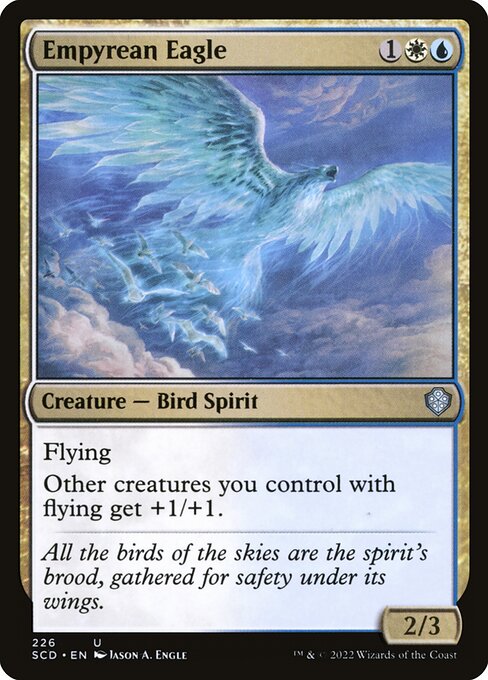 Empyrean Eagle 1
Creature — Bird Spirit
Flying
Other creatures you control with
flying get +1/+1.
All the birds of the skies are the spirit's
brood, gathered for safety under its
wings.
2/3
226 U
SCD • EN Jason A. Engle ™ & © 2022 Wizards of the Coast